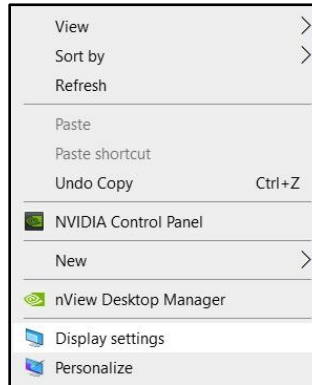 View
Sort by
Refresh
Paste
Paste shortcut
Undo Copy Ctrl+Z
NVIDIA Control Panel
New
nView Desktop Manager
Display settings
Personalize